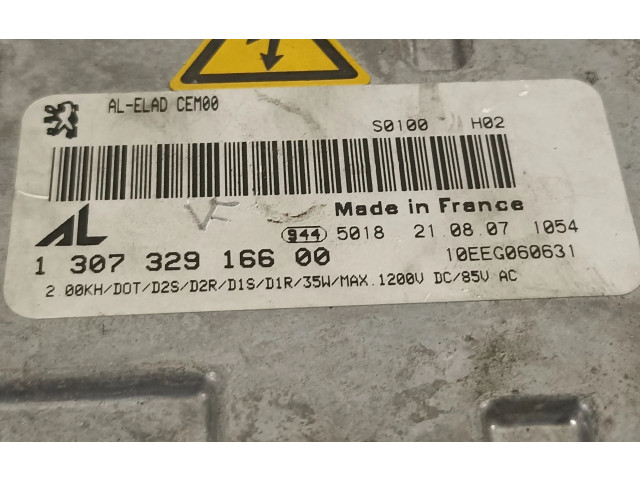 AL-ELAD CEM00
S0100 H02
AL
VF
Made in France
944 5018 21.08.07 1054
1 307 329 166 00
10EEG060631
2.00KH/DOT/D2S/D2R/D1S/D1R/35W/MAX.1200V DC/85V AC